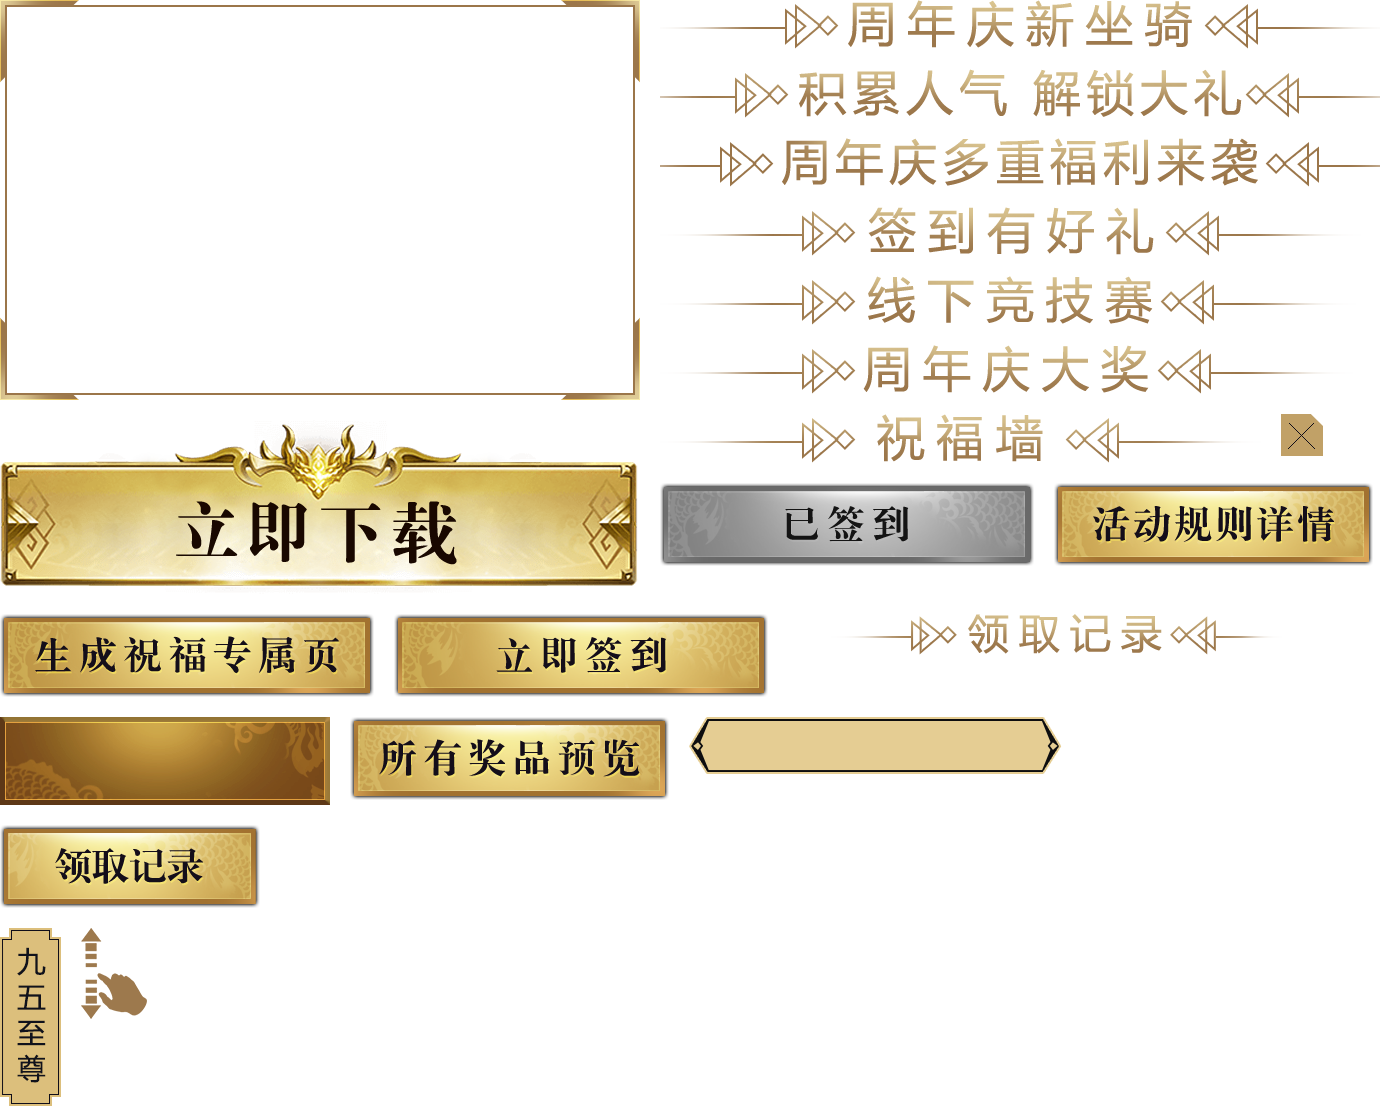 周年庆新坐骑
积累人气 解锁大礼
周年庆多重福利来袭
签到有好礼
线下竞技赛
周年庆大奖
祝福墙
立即下载
已签到
活动规则详情
生成祝福专属页
立即签到
领取记录
所有奖品预览
领取记录
九五至尊